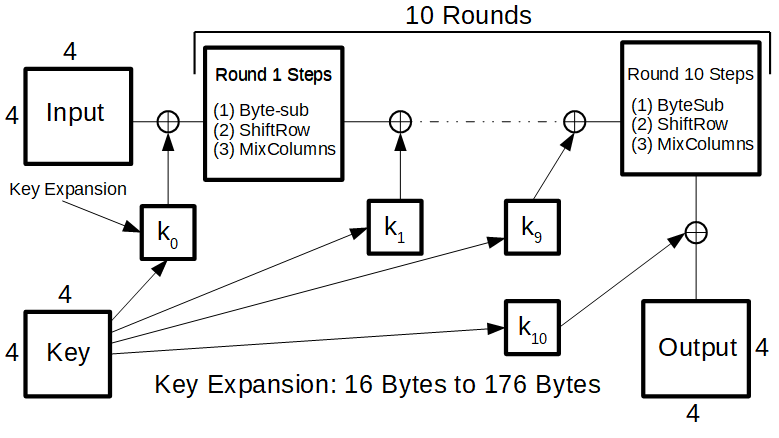 10 Rounds
4
4
Input
Round 1 Steps
(1) Byte-sub
(2) ShiftRow
(3) MixColumns
Round 10 Steps
(1) ByteSub
(2) ShiftRow
(3) MixColumns
Key Expansion
k0
k1
k9
4
4
Key
k10
Output
4
4
Key Expansion: 16 Bytes to 176 Bytes